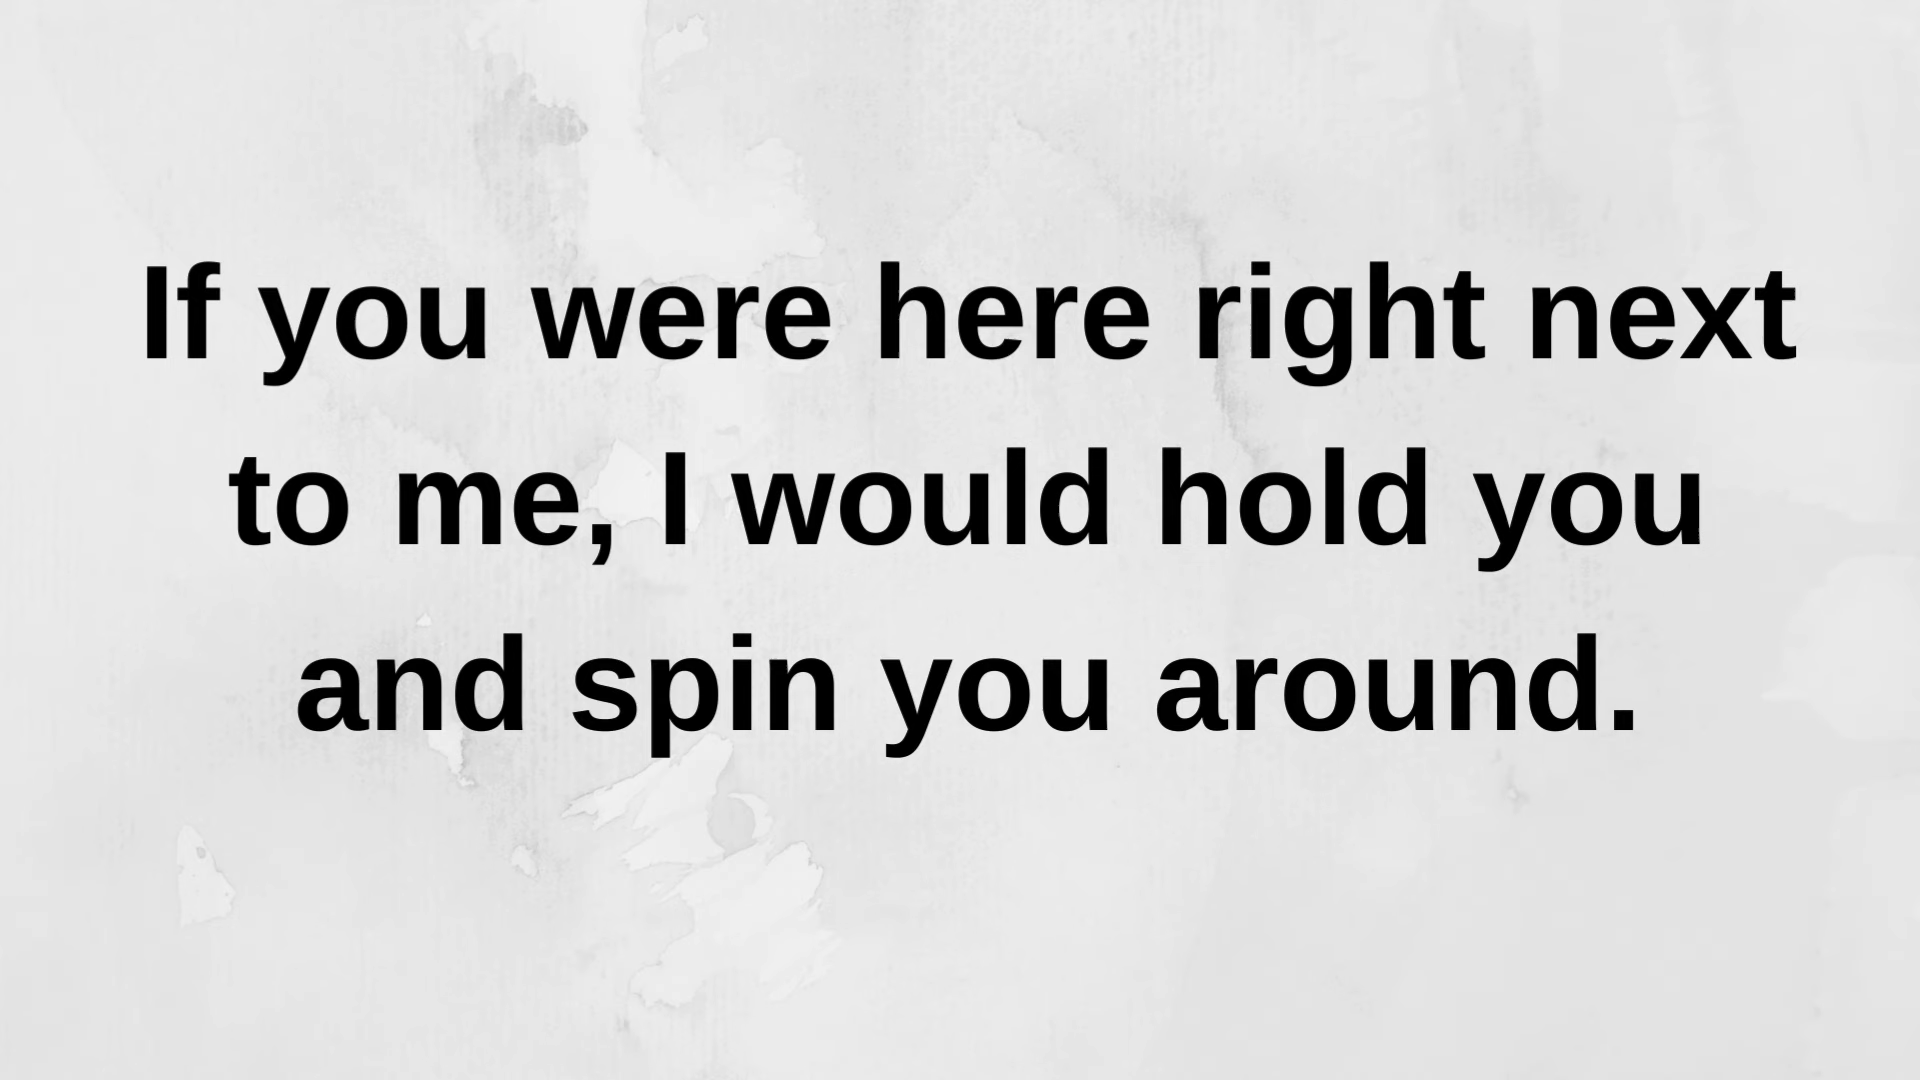 If you were here right next
to me, I would hold you
and spin you around.